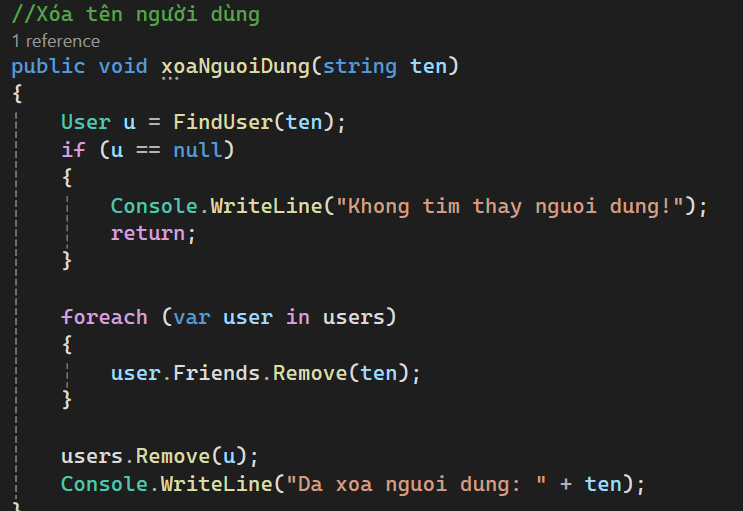 //Xóa tên người dùng
1 reference
public void xoaNguoiDung(string ten)
{
User u = FindUser(ten);
if (u == null)
{
Console.WriteLine("Khong tim thay nguoi dung!");
return;
}
foreach (var user in users)
{
user.Friends.Remove(ten);
}
users.Remove(u);
Console.WriteLine("Da xoa nguoi dung: " + ten);
}